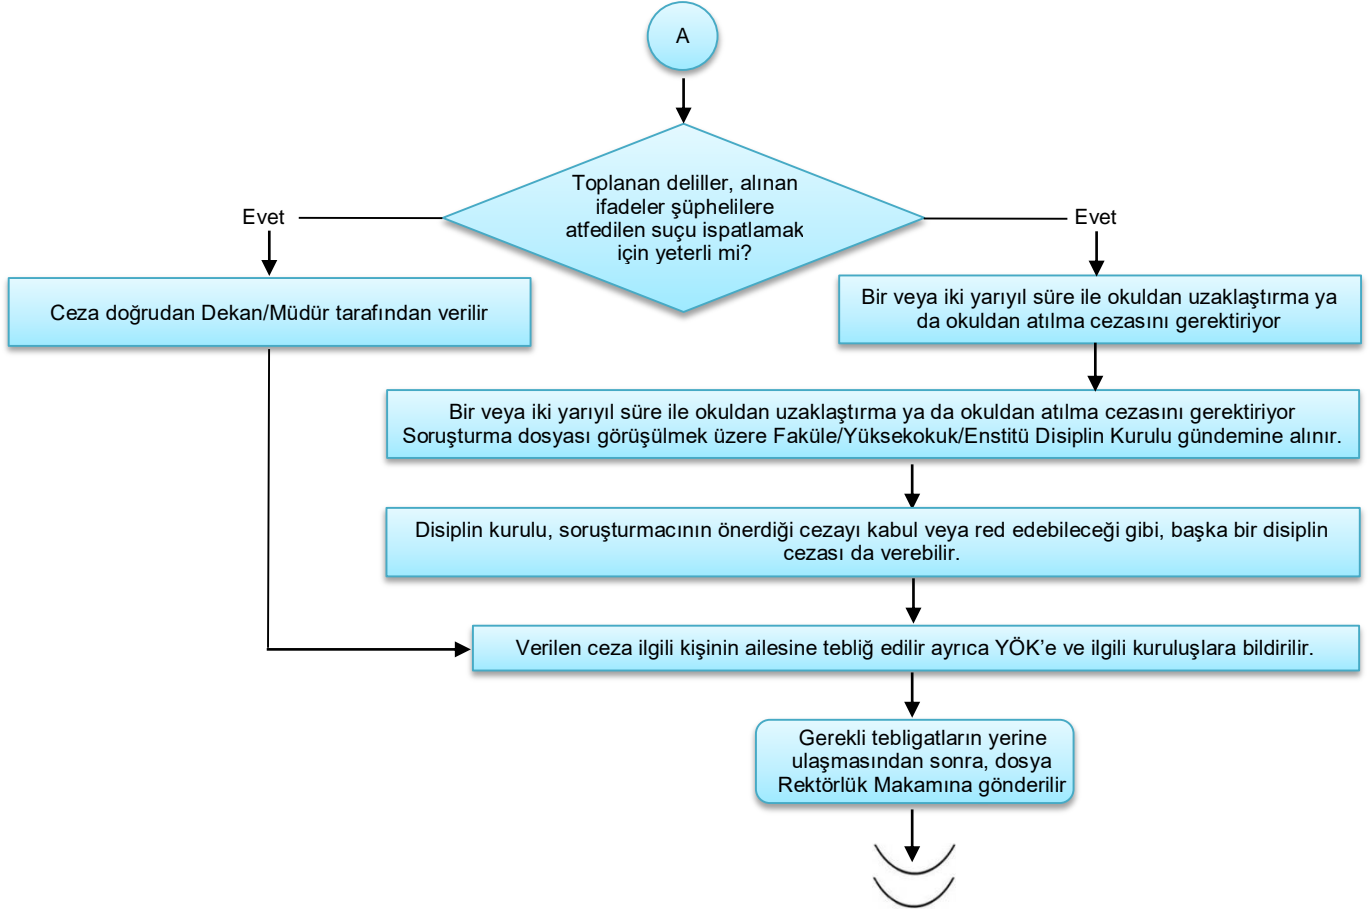 A
Toplanan deliller, alınan
ifadeler şüphelilere
atfedilen suçu ispatlamak
için yeterli mi?
Evet
Evet
Ceza doğrudan Dekan/Müdür tarafından verilir
Bir veya iki yarıyıl süre ile okuldan uzaklaştırma ya
da okuldan atılma cezasını gerektiriyor
Bir veya iki yarıyıl süre ile okuldan uzaklaştırma ya da okuldan atılma cezasını gerektiriyor
Soruşturma dosyası görüşülmek üzere Faküle/Yüksekokuk/Enstitü Disiplin Kurulu gündemine alınır.
Disiplin kurulu, soruşturmacının önerdiği cezayı kabul veya red edebileceği gibi, başka bir disiplin
cezası da verebilir.
Verilen ceza ilgili kişinin ailesine tebliğ edilir ayrıca YÖK’e ve ilgili kuruluşlara bildirilir.
Gerekli tebligatların yerine
ulaşmasından sonra, dosya
Rektörlük Makamına gönderilir